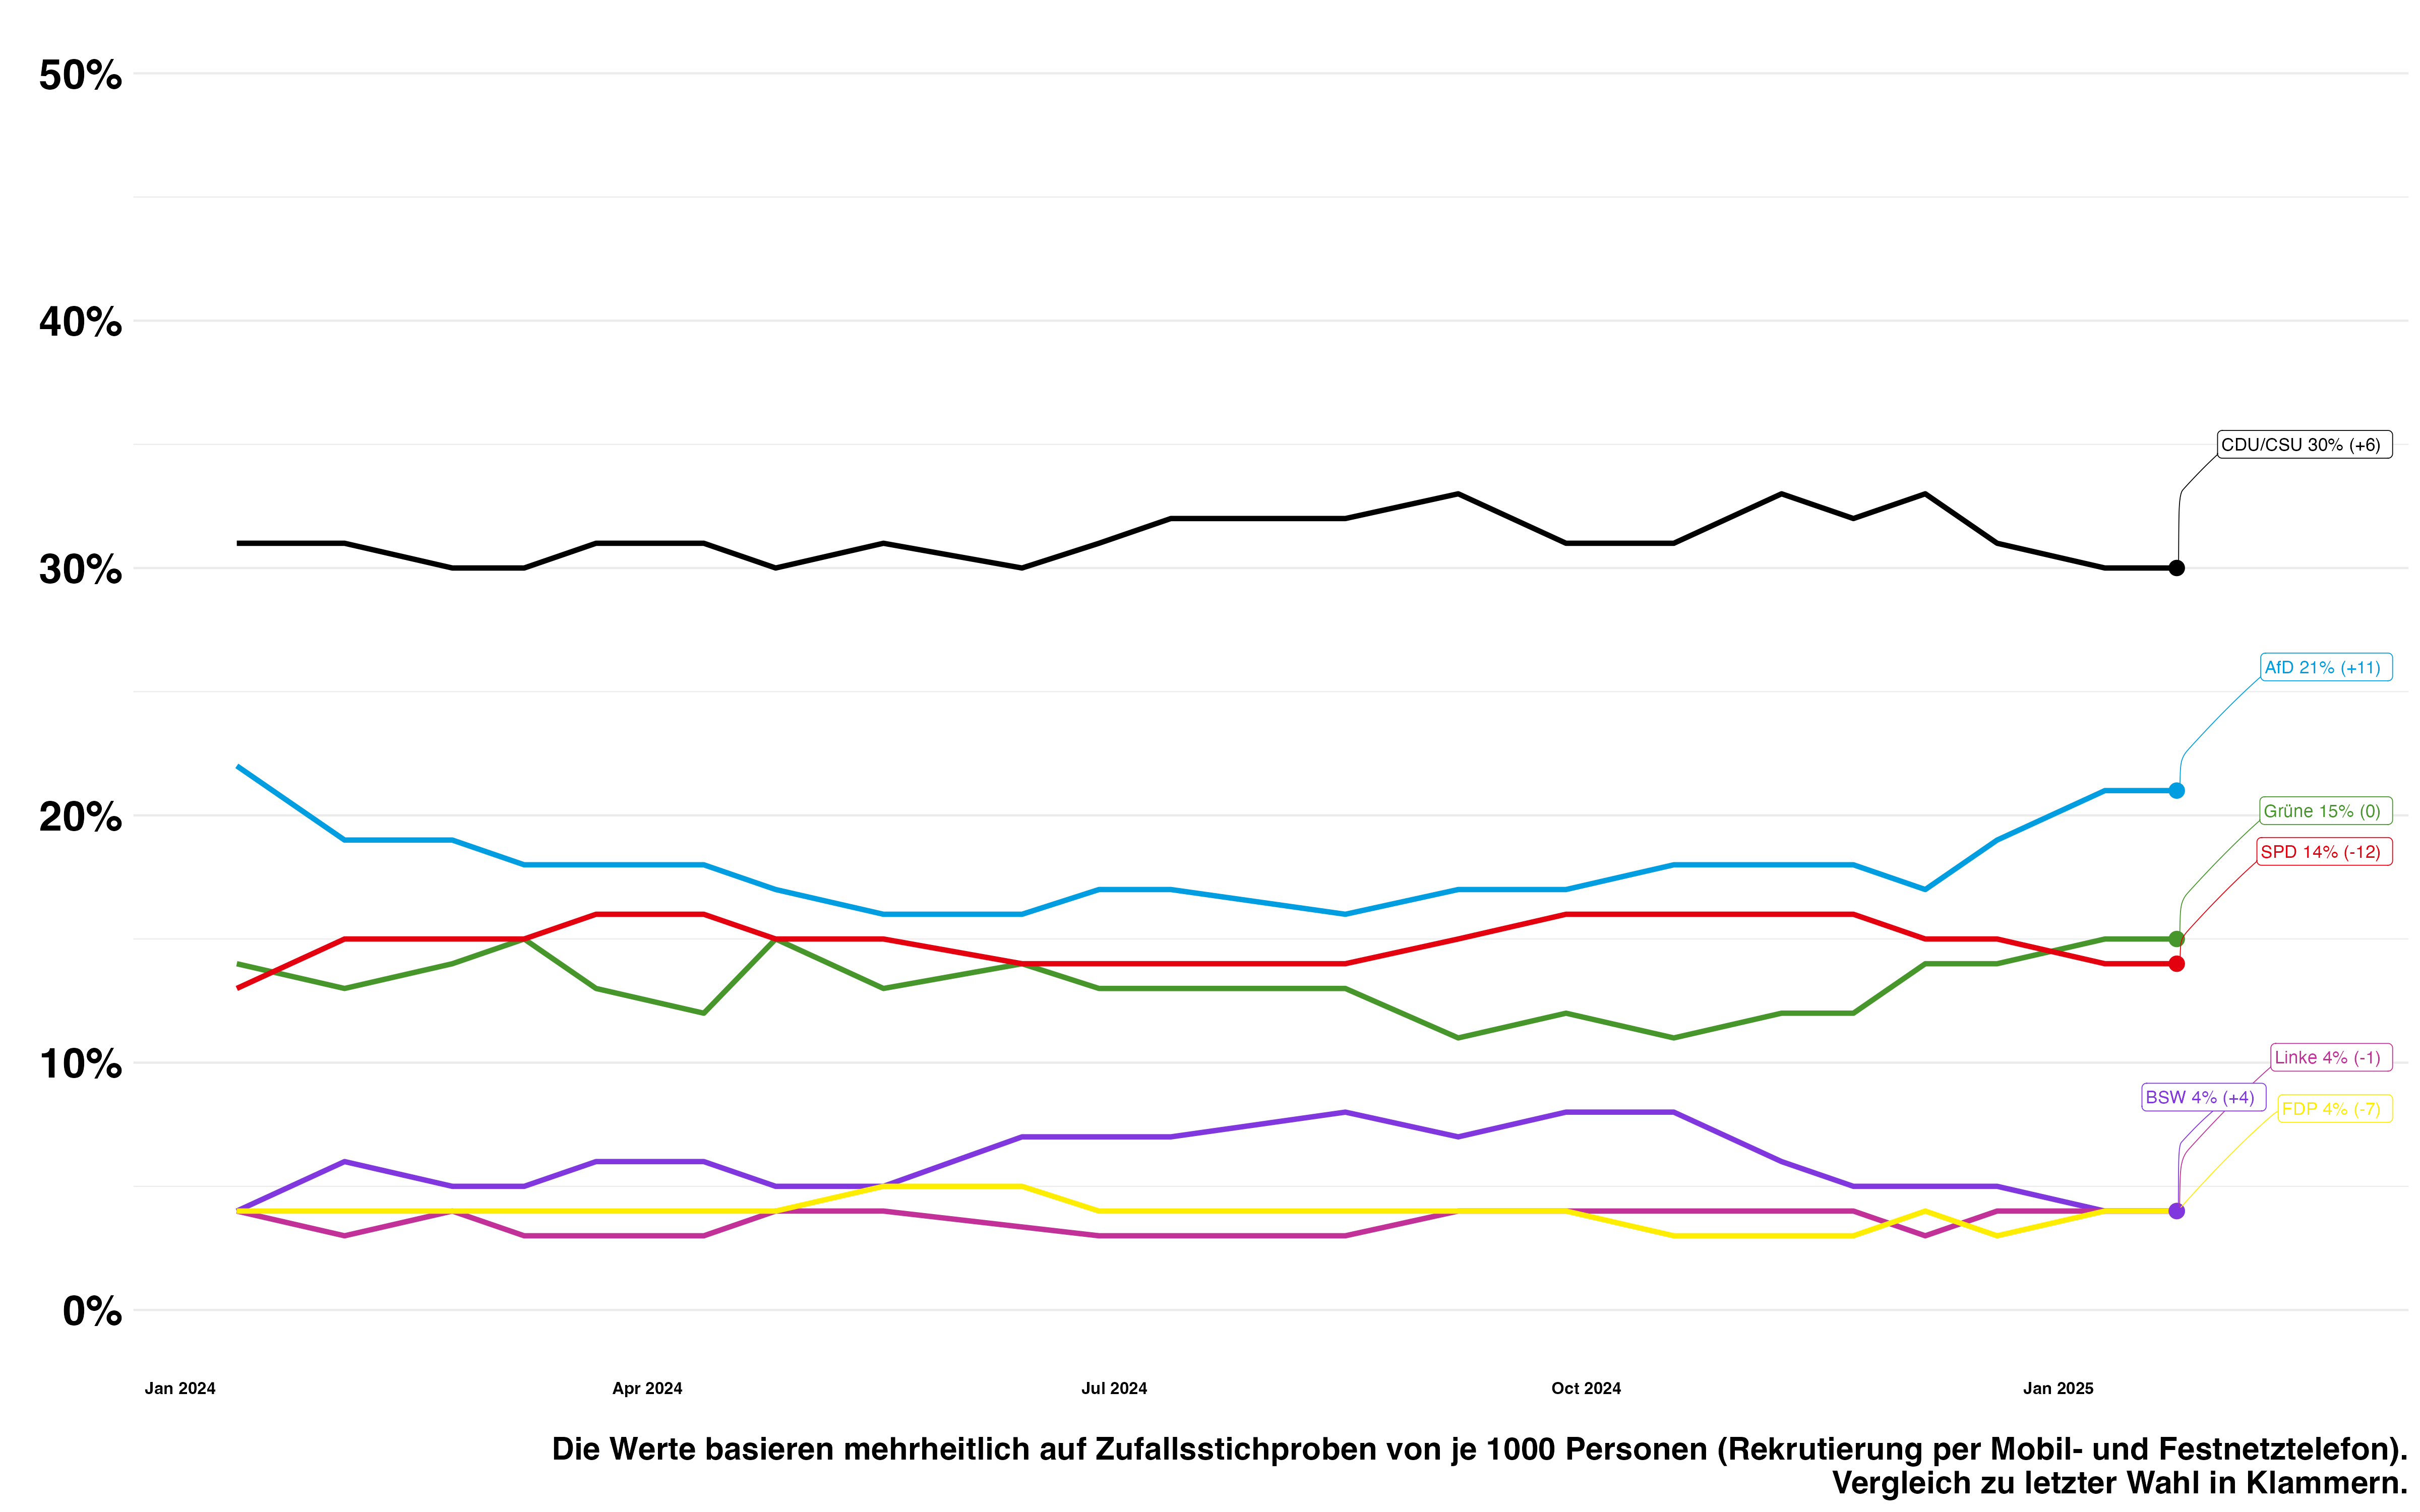 50%
40%
30%
20%
10%
0%
CDU/CSU 30% (+6)
AfD 21% (+11)
Grüne 15% (0)
SPD 14% (-12)
Linke 4% (-1)
BSW 4% (+4)
FDP 4% (-7)
Jan 2024
Apr 2024
Jul 2024
Oct 2024
Jan 2025
Die Werte basieren mehrheitlich auf Zufallsstichproben von je 1000 Personen (Rekrutierung per Mobil- und Festnetztelefon).
Vergleich zu letzter Wahl in Klammern.